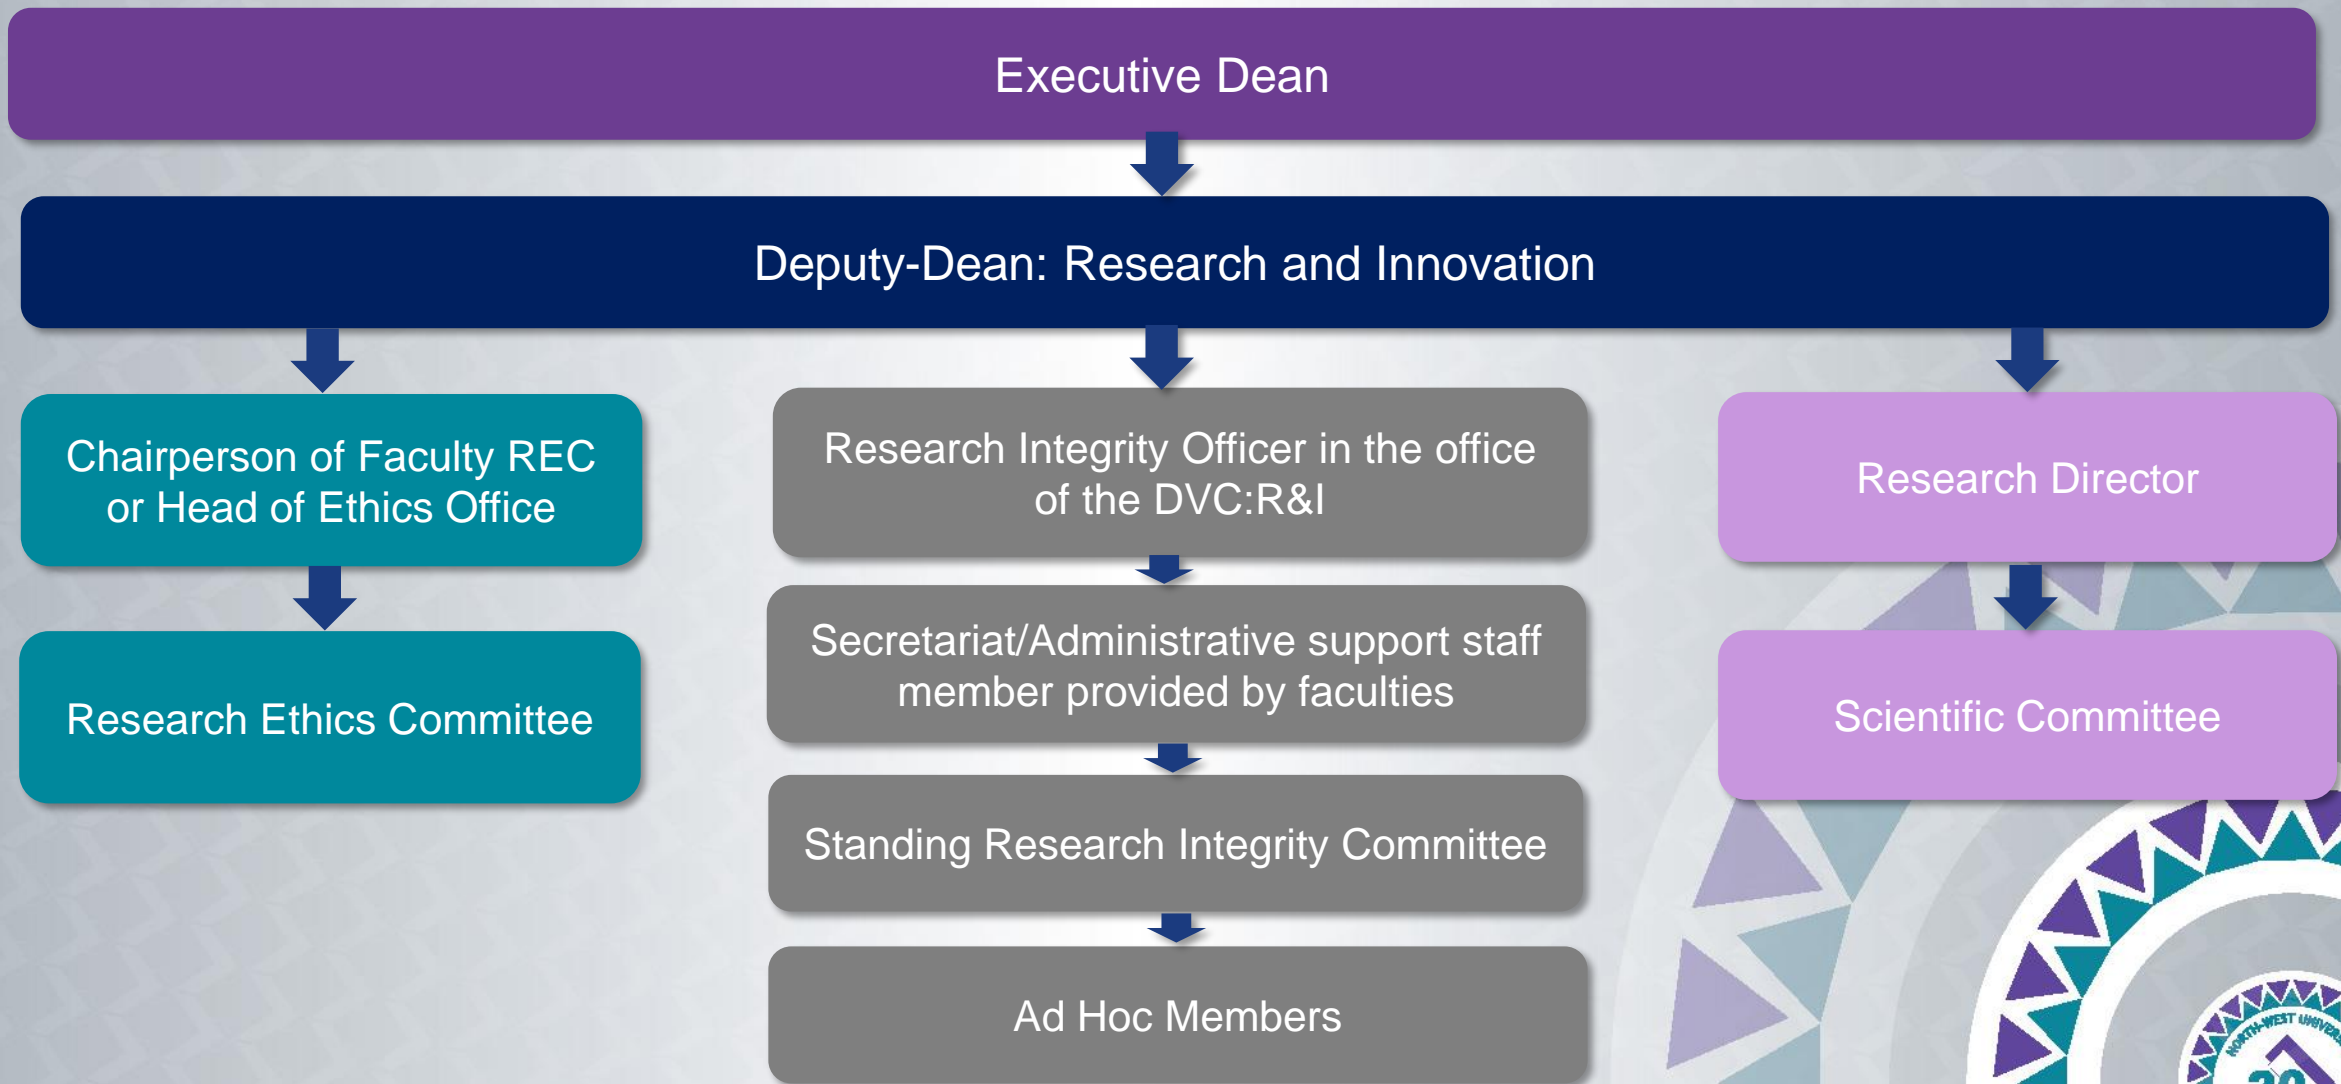 Executive Dean
Deputy-Dean: Research and Innovation
Chairperson of Faculty REC
or Head of Ethics Office
Research Ethics Committee
Research Integrity Officer in the office
of the DVC:R&I
Secretariat/Administrative support staff
member provided by faculties
Standing Research Integrity Committee
Ad Hoc Members
Research Director
Scientific Committee
NORTH-WEST